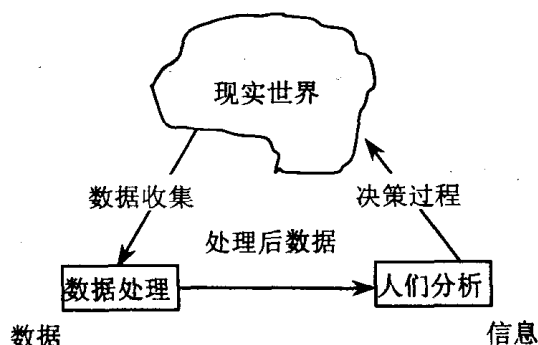 现实世界
数据收集
决策过程
处理后数据
数据处理
人们分析
数据
信息